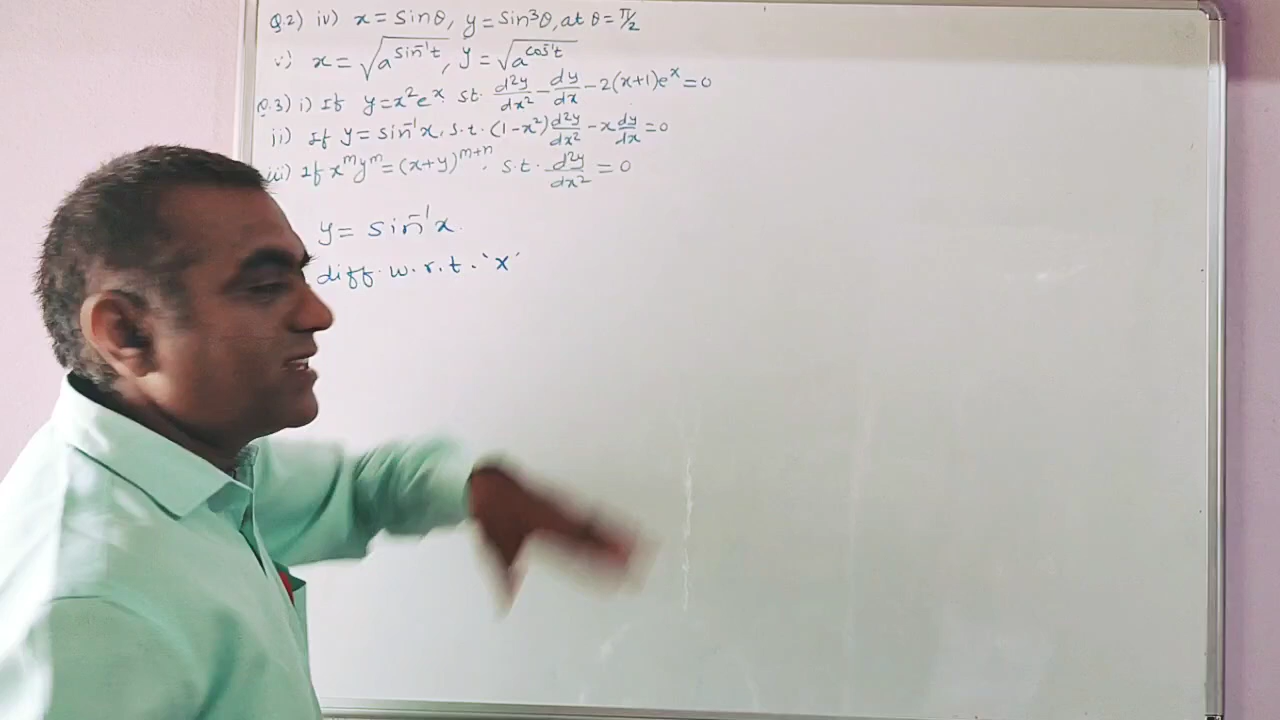 Q.2) iv) x = sinθ, y = sin³θ, at θ = π/2
v) x = √(a^(sin⁻¹t)), y = √(a^(cos⁻¹t))
Q.3) i) If y = x²eˣ s.t. d²y/dx² - dy/dx - 2(x+1)eˣ = 0
ii) If y = sin⁻¹x, s.t. (1-x²) d²y/dx² - x dy/dx = 0
iii) If xᵐyᵐ = (x+y)ᵐ⁺ⁿ, s.t. d²y/dx² = 0
y = sin⁻¹x.
diff. w.r.t. 'x'